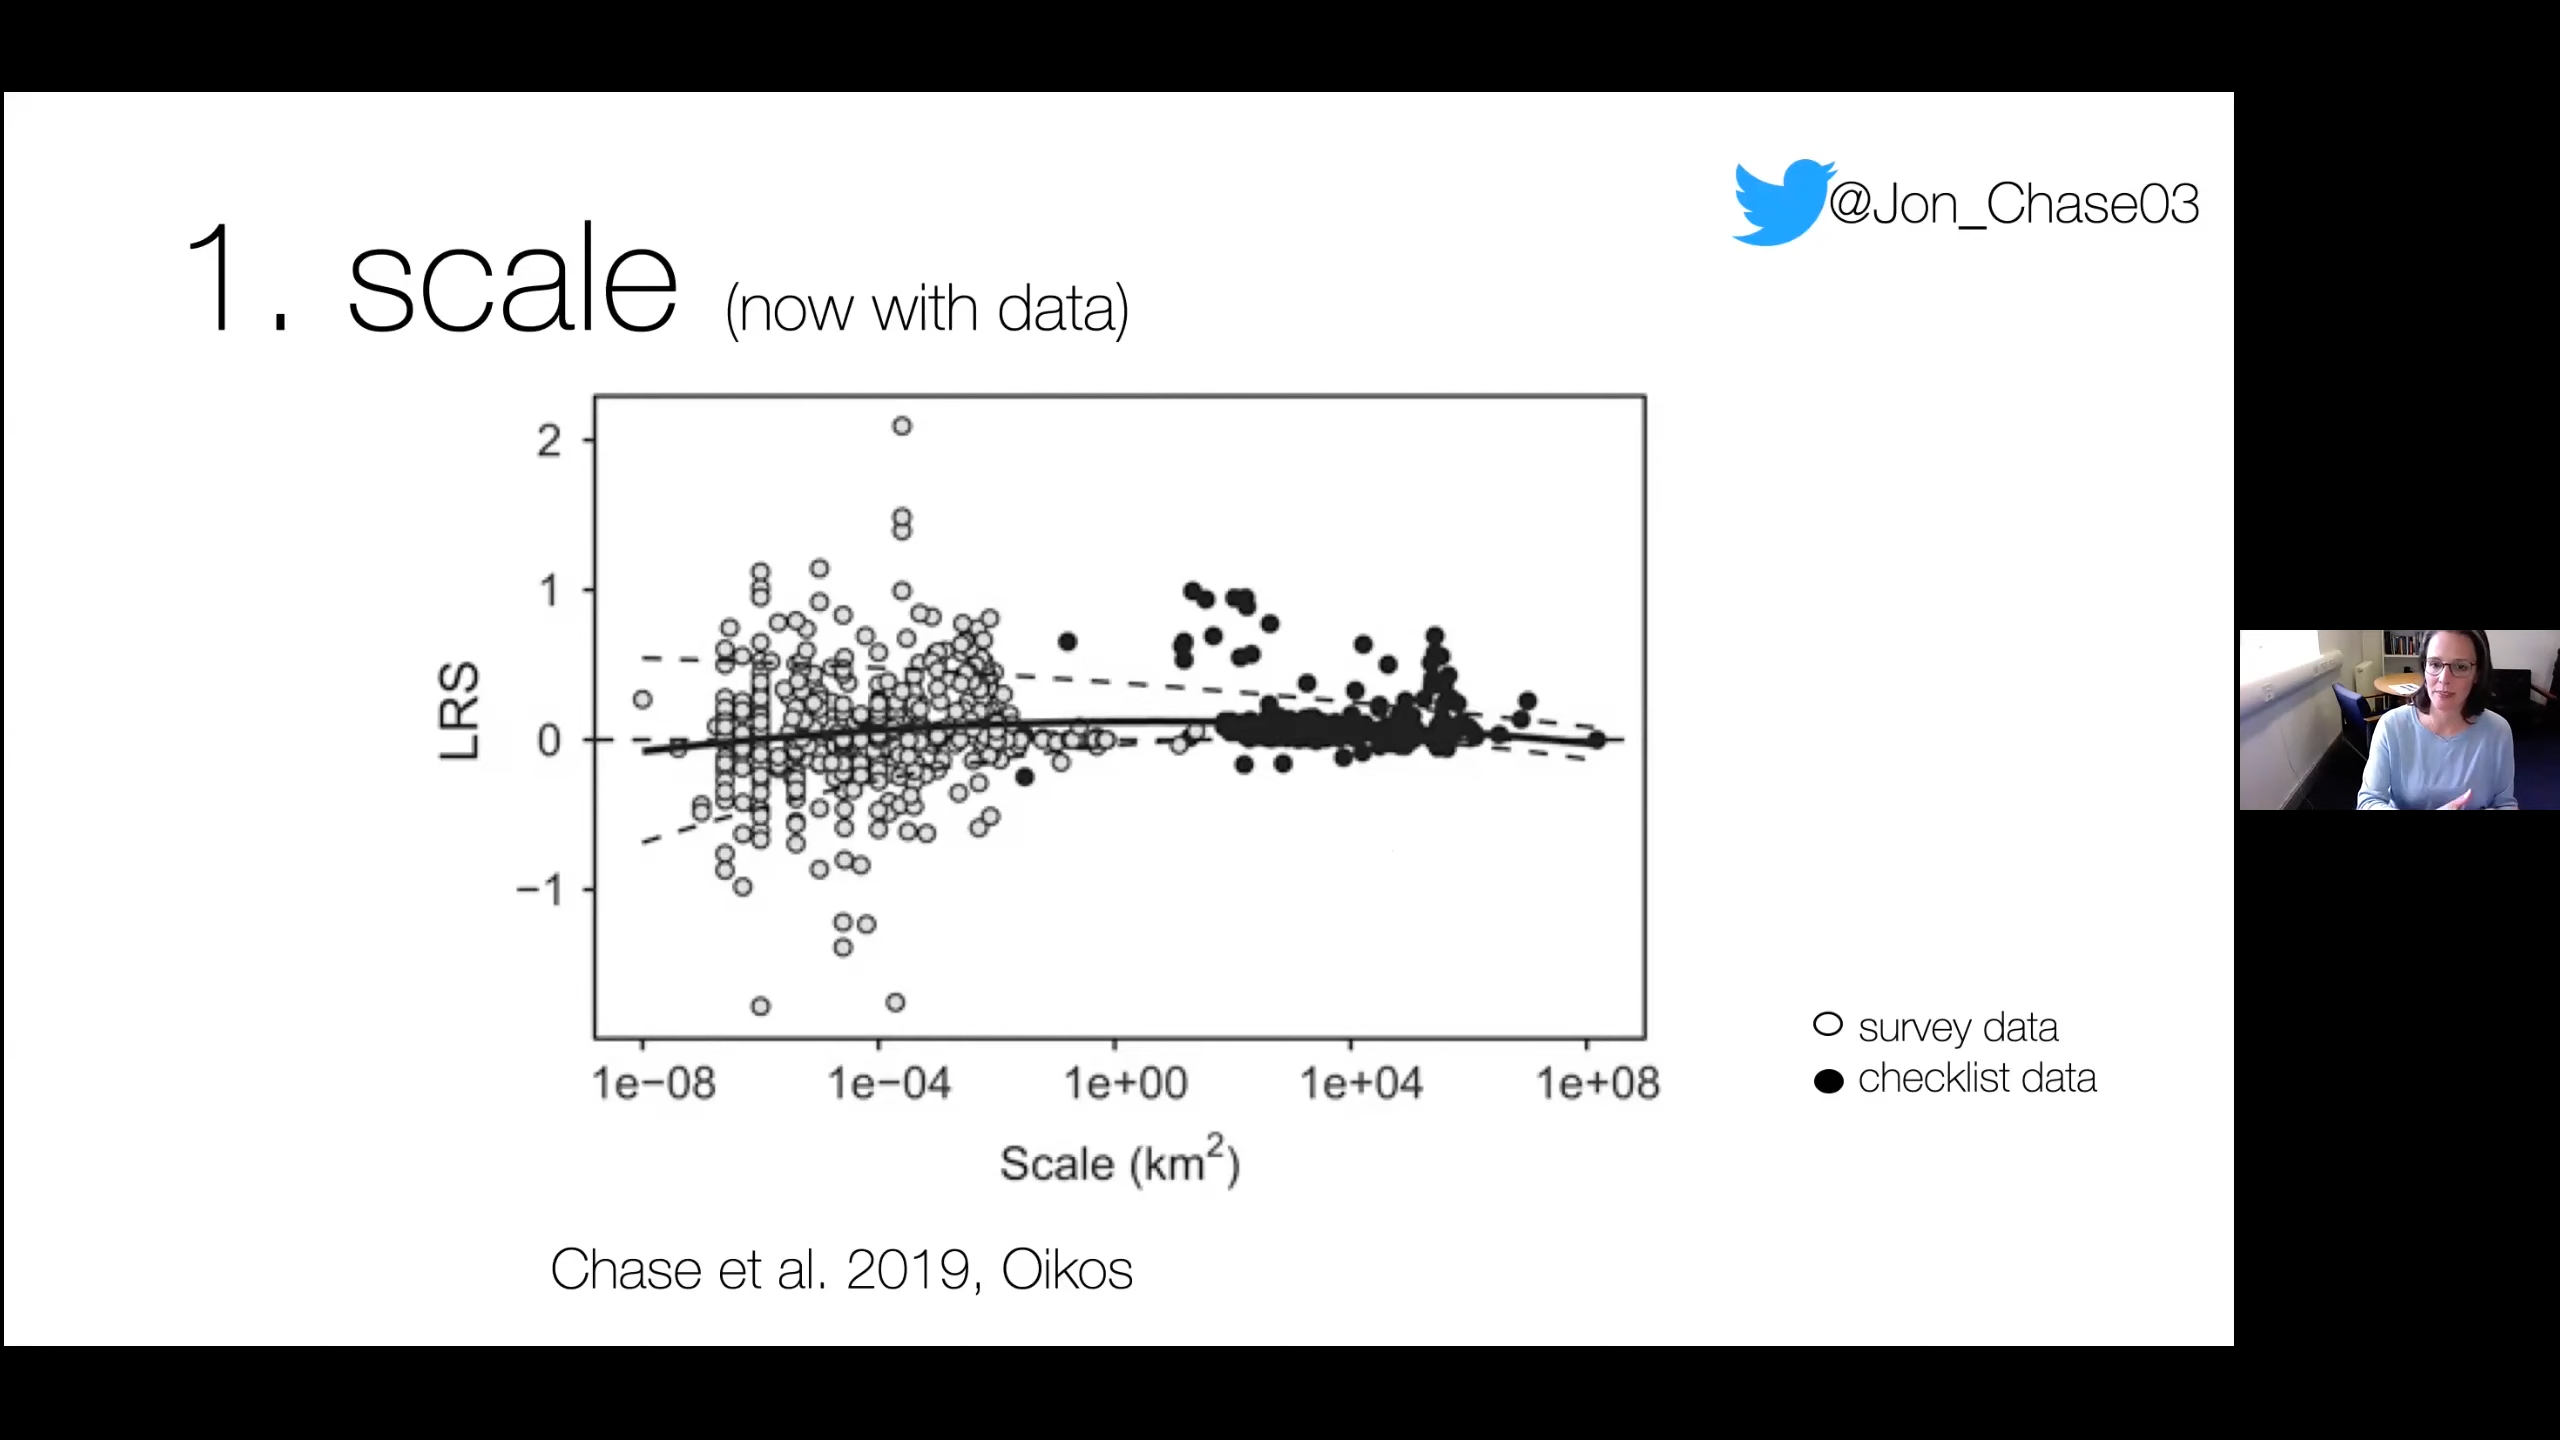 @Jon_Chase03
1. scale (now with data)
2
1
0
−1
LRS
1e−08 1e−04 1e+00 1e+04 1e+08
Scale (km²)
survey data
checklist data
Chase et al. 2019, Oikos